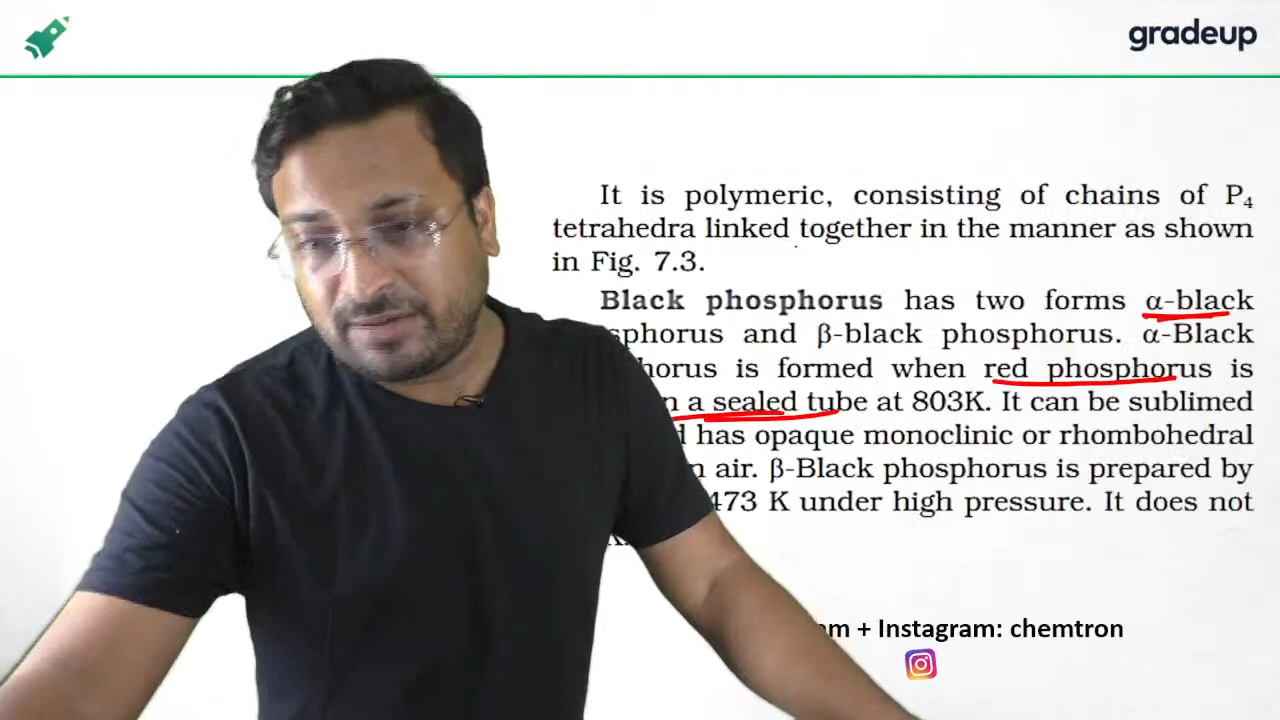 gradeup
It is polymeric, consisting of chains of P₄
tetrahedra linked together in the manner as shown
in Fig. 7.3.
Black phosphorus has two forms α-black
sphorus and β-black phosphorus. α-Black
horus is formed when red phosphorus is
a sealed tube at 803K. It can be sublimed
has opaque monoclinic or rhombohedral
air. β-Black phosphorus is prepared by
473 K under high pressure. It does not
+ Instagram: chemtron